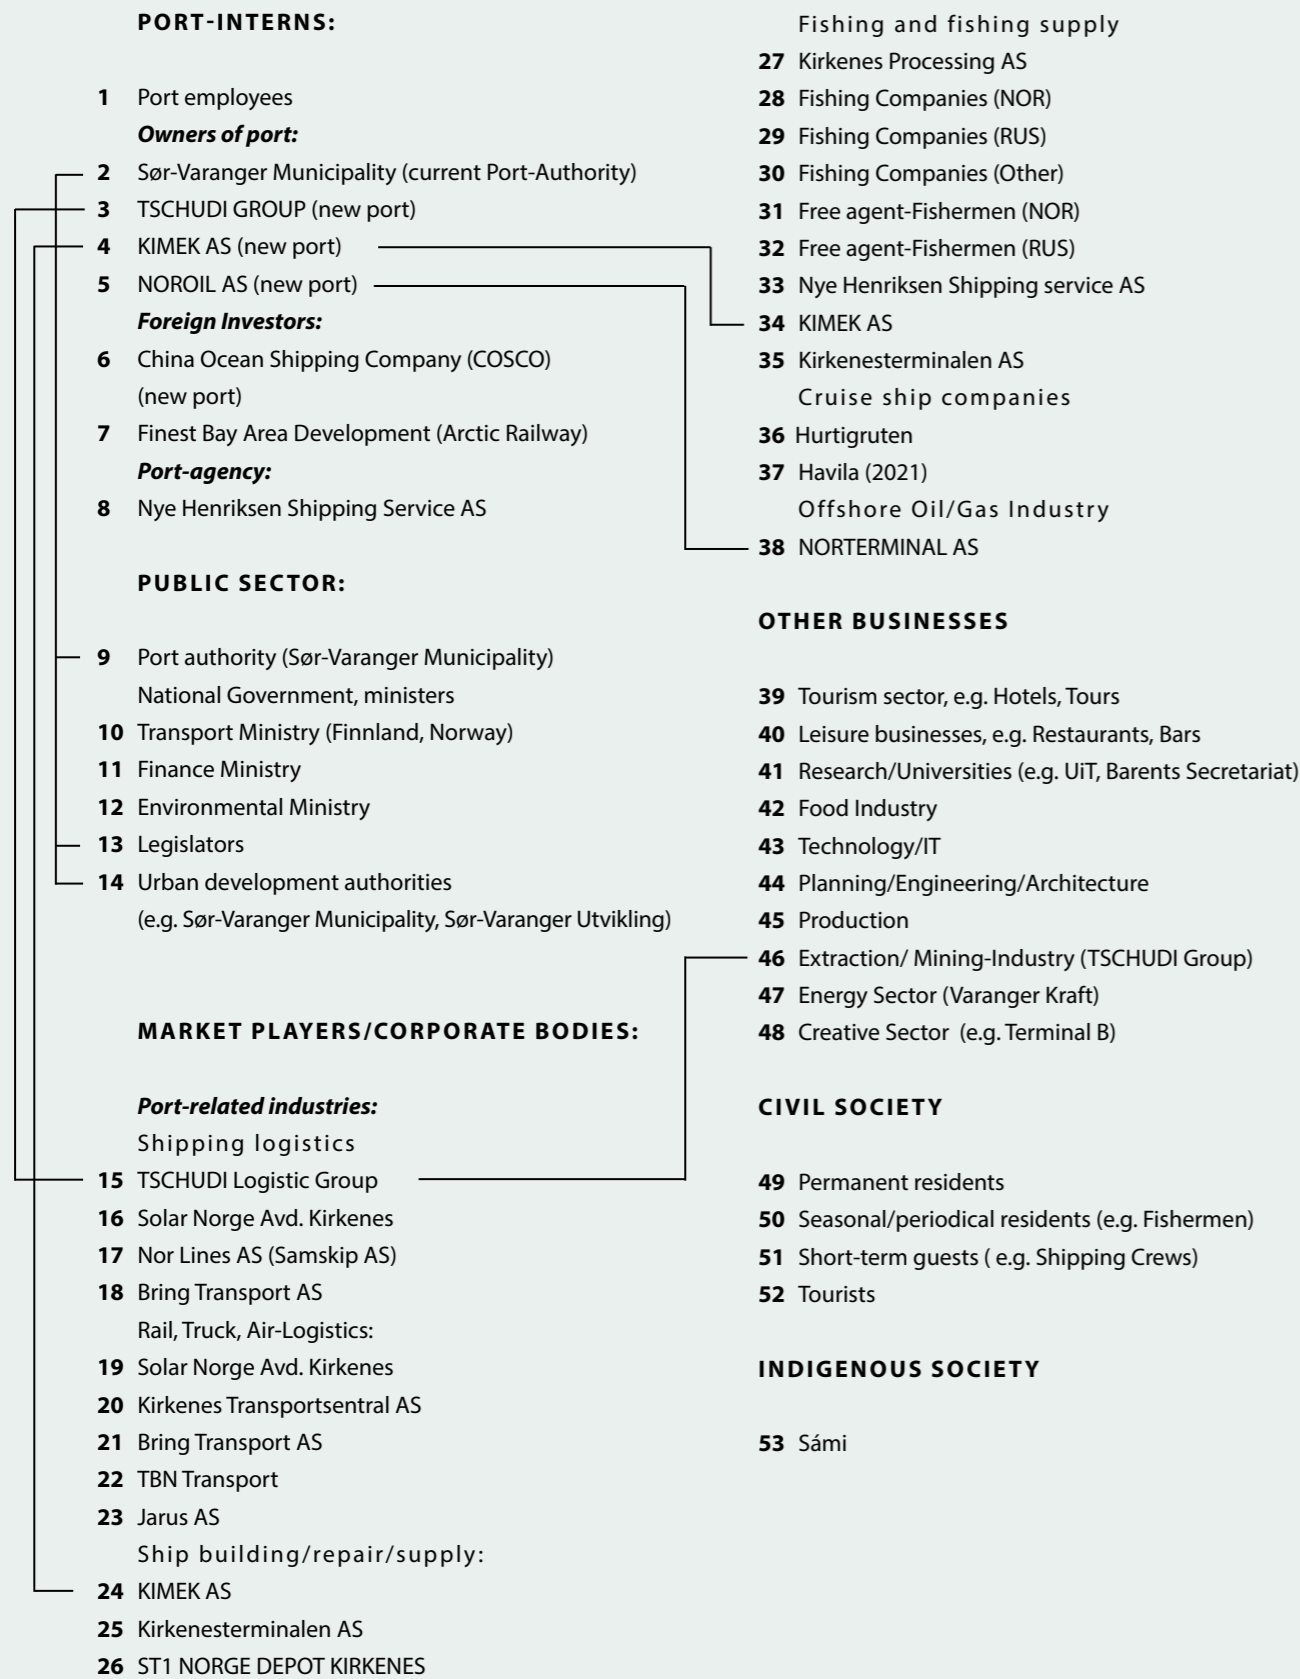 PORT-INTERNS:
1 Port employees
Owners of port:
2 Sør-Varanger Municipality (current Port-Authority)
3 TSCHUDI GROUP (new port)
4 KIMEK AS (new port)
5 NOROIL AS (new port)
Foreign Investors:
6 China Ocean Shipping Company (COSCO)
(new port)
7 Finest Bay Area Development (Arctic Railway)
Port-agency:
8 Nye Henriksen Shipping Service AS
PUBLIC SECTOR:
9 Port authority (Sør-Varanger Municipality)
National Government, ministers
10 Transport Ministry (Finnland, Norway)
11 Finance Ministry
12 Environmental Ministry
13 Legislators
14 Urban development authorities
(e.g. Sør-Varanger Municipality, Sør-Varanger Utvikling)
MARKET PLAYERS/CORPORATE BODIES:
Port-related industries:
Shipping logistics
15 TSCHUDI Logistic Group
16 Solar Norge Avd. Kirkenes
17 Nor Lines AS (Samskip AS)
18 Bring Transport AS
Rail, Truck, Air-Logistics:
19 Solar Norge Avd. Kirkenes
20 Kirkenes Transportsentral AS
21 Bring Transport AS
22 TBN Transport
23 Jarus AS
Ship building/repair/supply:
24 KIMEK AS
25 Kirkenesterminalen AS
26 ST1 NORGE DEPOT KIRKENES
Fishing and fishing supply
27 Kirkenes Processing AS
28 Fishing Companies (NOR)
29 Fishing Companies (RUS)
30 Fishing Companies (Other)
31 Free agent-Fishermen (NOR)
32 Free agent-Fishermen (RUS)
33 Nye Henriksen Shipping service AS
34 KIMEK AS
35 Kirkenesterminalen AS
Cruise ship companies
36 Hurtigruten
37 Havila (2021)
Offshore Oil/Gas Industry
38 NORTERMINAL AS
OTHER BUSINESSES
39 Tourism sector, e.g. Hotels, Tours
40 Leisure businesses, e.g. Restaurants, Bars
41 Research/Universities (e.g. UiT, Barents Secretariat)
42 Food Industry
43 Technology/IT
44 Planning/Engineering/Architecture
45 Production
46 Extraction/ Mining-Industry (TSCHUDI Group)
47 Energy Sector (Varanger Kraft)
48 Creative Sector (e.g. Terminal B)
CIVIL SOCIETY
49 Permanent residents
50 Seasonal/periodical residents (e.g. Fishermen)
51 Short-term guests ( e.g. Shipping Crews)
52 Tourists
INDIGENOUS SOCIETY
53 Sámi